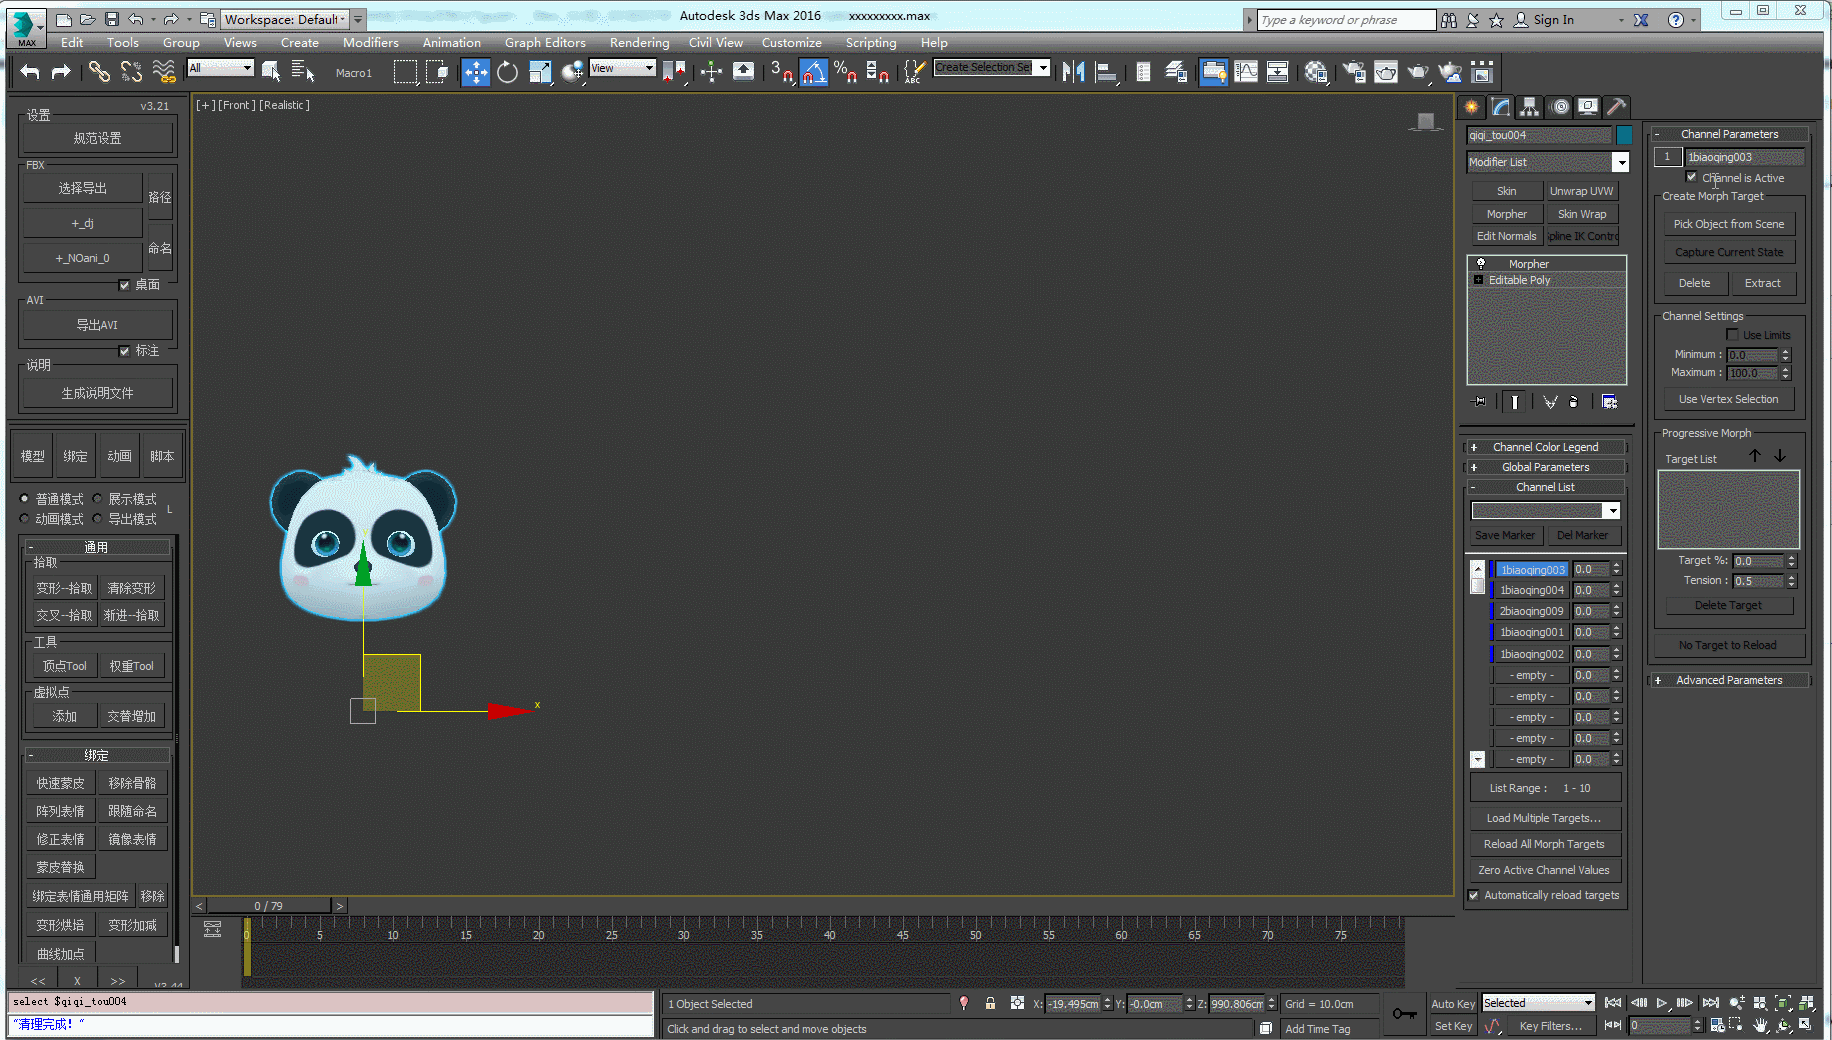 Workspace: Default
Autodesk 3ds Max 2016 xxxxxxxxx.max
Type a keyword or phrase
Sign In
MAX
Edit Tools Group Views Create Modifiers Animation Graph Editors Rendering Civil View Customize Scripting Help
All
Macro1
View
3
%
ABC
Create Selection Set
v3.21
设置
规范设置
FBX
选择导出
路径
+_dj
+_NOani_0
命名
桌面
AVI
导出AVI
标注
说明
生成说明文件
模型 绑定 动画 脚本
普通模式 展示模式
动画模式 导出模式
L
通用
拾取
变形--拾取 清除变形
交叉--拾取 渐进--拾取
工具
顶点Tool 权重Tool
虚拟点
添加 交替增加
绑定
快速蒙皮 移除骨骼
阵列表情 跟随命名
修正表情 镜像表情
蒙皮替换
绑定表情通用矩阵 移除
变形烘培 变形加减
曲线加点
<< X >>
v3.44
[+] [Front ] [Realistic ]
x
< 0 / 79 >
0 5 10 15 20 25 30 35 40 45 50 55 60 65 70 75
qiqi_tou004
Modifier List
Skin Unwrap UVW
Morpher Skin Wrap
Edit Normals Spline IK Contro
Morpher
Editable Poly
+ Channel Color Legend
+ Global Parameters
- Channel List
Save Marker Del Marker
1biaoqing003 0.0
1biaoqing004 0.0
2biaoqing009 0.0
1biaoqing001 0.0
1biaoqing002 0.0
- empty - 0.0
- empty - 0.0
- empty - 0.0
- empty - 0.0
- empty - 0.0
List Range : 1 - 10
Load Multiple Targets...
Reload All Morph Targets
Zero Active Channel Values
Automatically reload targets
- Channel Parameters
1 1biaoqing003
Channel is Active
Create Morph Target
Pick Object from Scene
Capture Current State
Delete Extract
Channel Settings
Use Limits
Minimum : 0.0
Maximum : 100.0
Use Vertex Selection
Progressive Morph
Target List
Target %: 0.0
Tension : 0.5
Delete Target
No Target to Reload
+ Advanced Parameters
select $qiqi_tou004
"清理完成! "
1 Object Selected
X: -19.495cm Y: -0.0cm Z: 990.806cm
Grid = 10.0cm
Click and drag to select and move objects
Add Time Tag
Auto Key Selected
Set Key Key Filters...
0